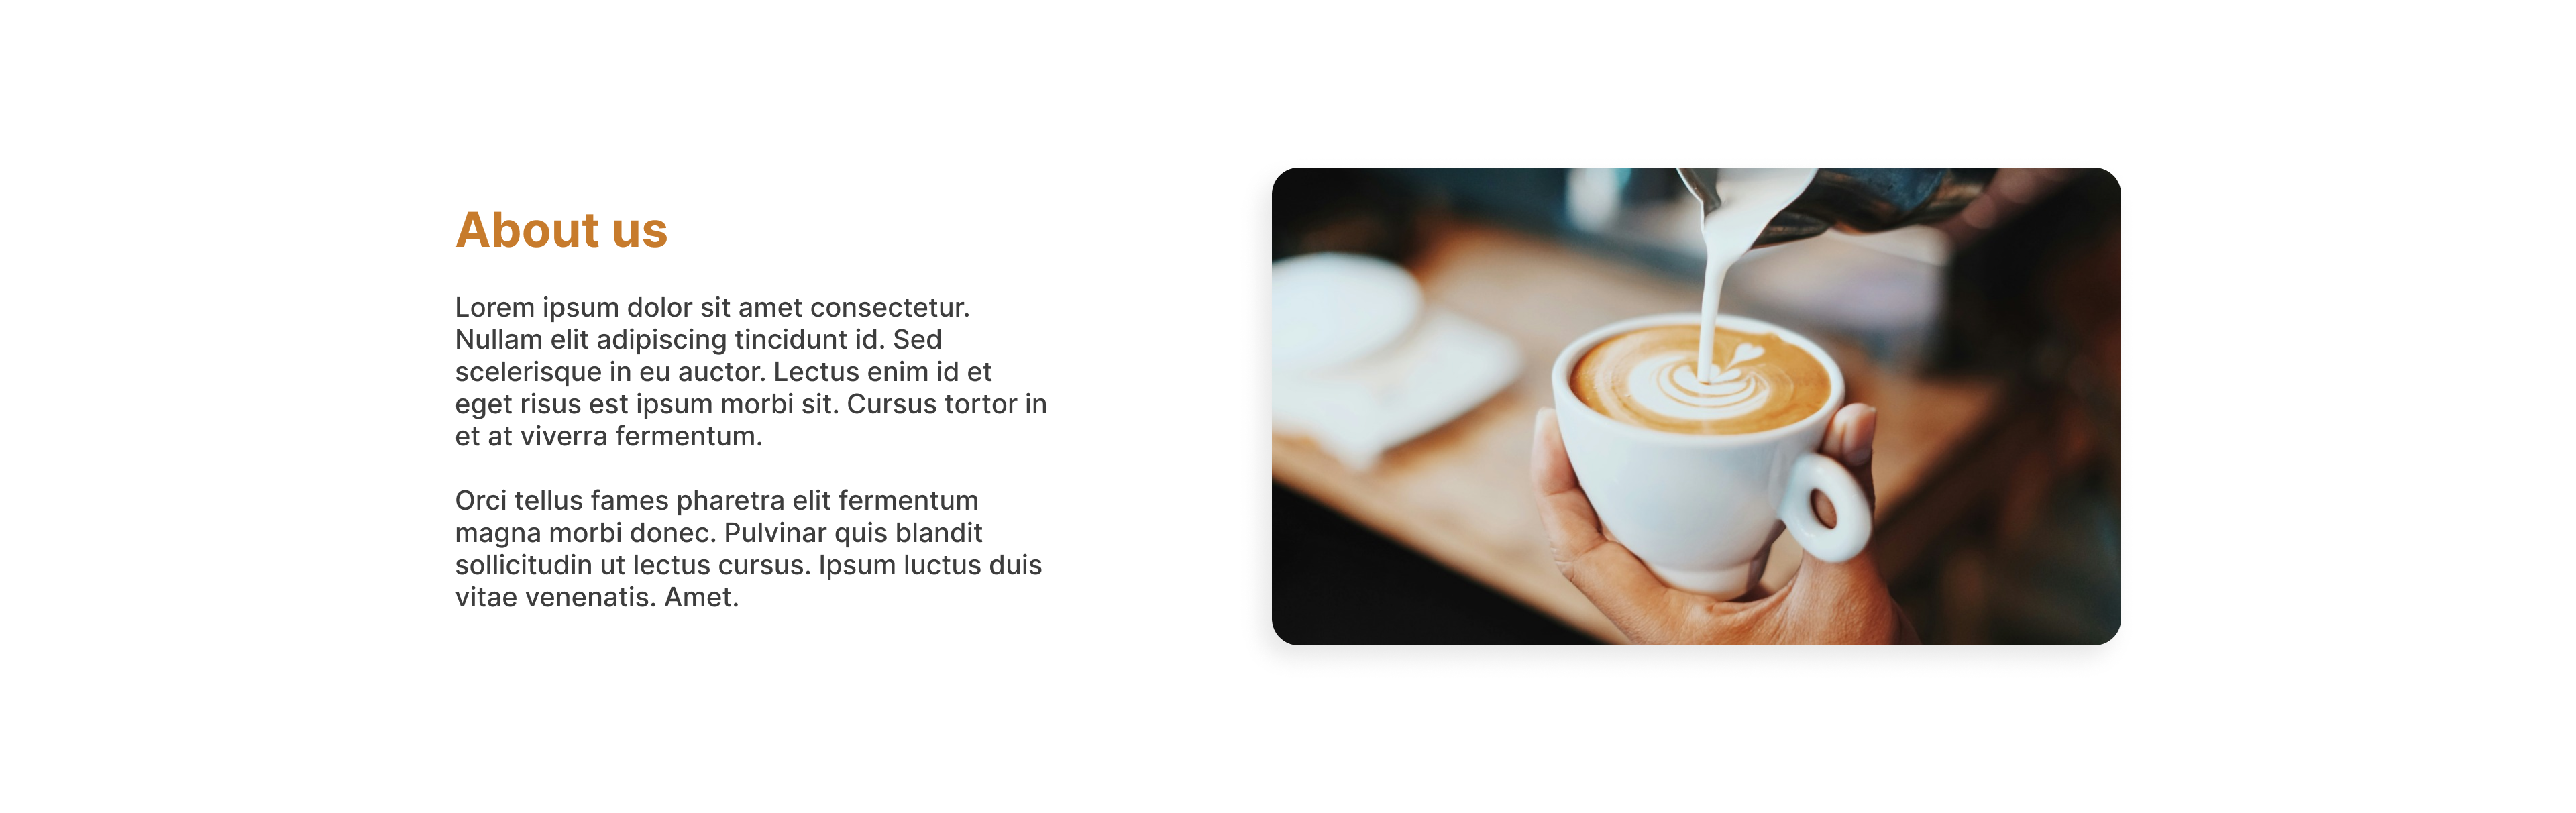 About us
Lorem ipsum dolor sit amet consectetur.
Nullam elit adipiscing tincidunt id. Sed
scelerisque in eu auctor. Lectus enim id et
eget risus est ipsum morbi sit. Cursus tortor in
et at viverra fermentum.
Orci tellus fames pharetra elit fermentum
magna morbi donec. Pulvinar quis blandit
sollicitudin ut lectus cursus. Ipsum luctus duis
vitae venenatis. Amet.